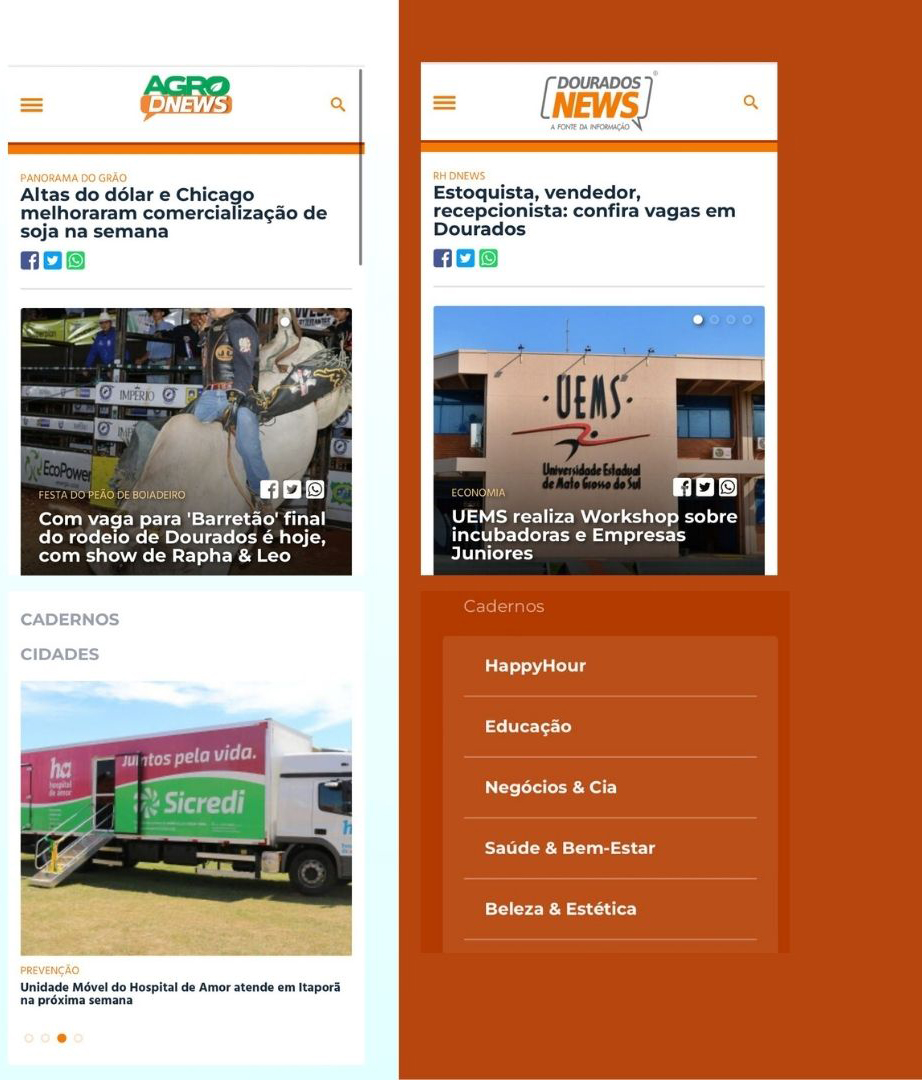 AGRO
DNEWS
PANORAMA DO GRÃO
Altas do dólar e Chicago
melhoraram comercialização de
soja na semana
IMPÉRIO
EcoPower
FESTA DO PEÃO DE BOIADEIRO
Com vaga para 'Barretão' final
do rodeio de Dourados é hoje,
com show de Rapha & Leo
CADERNOS
CIDADES
ha
hospital
de amor
Juntos pela vida.
Sicredi
PREVENÇÃO
Unidade Móvel do Hospital de Amor atende em Itaporã
na próxima semana
DOURADOS
NEWS
A FONTE DA INFORMAÇÃO
RH DNEWS
Estoquista, vendedor,
recepcionista: confira vagas em
Dourados
·UEMS·
Universidade Estadual
de Mato Grosso do Sul
ECONOMIA
UEMS realiza Workshop sobre
incubadoras e Empresas
Juniores
Cadernos
HappyHour
Educação
Negócios & Cia
Saúde & Bem-Estar
Beleza & Estética